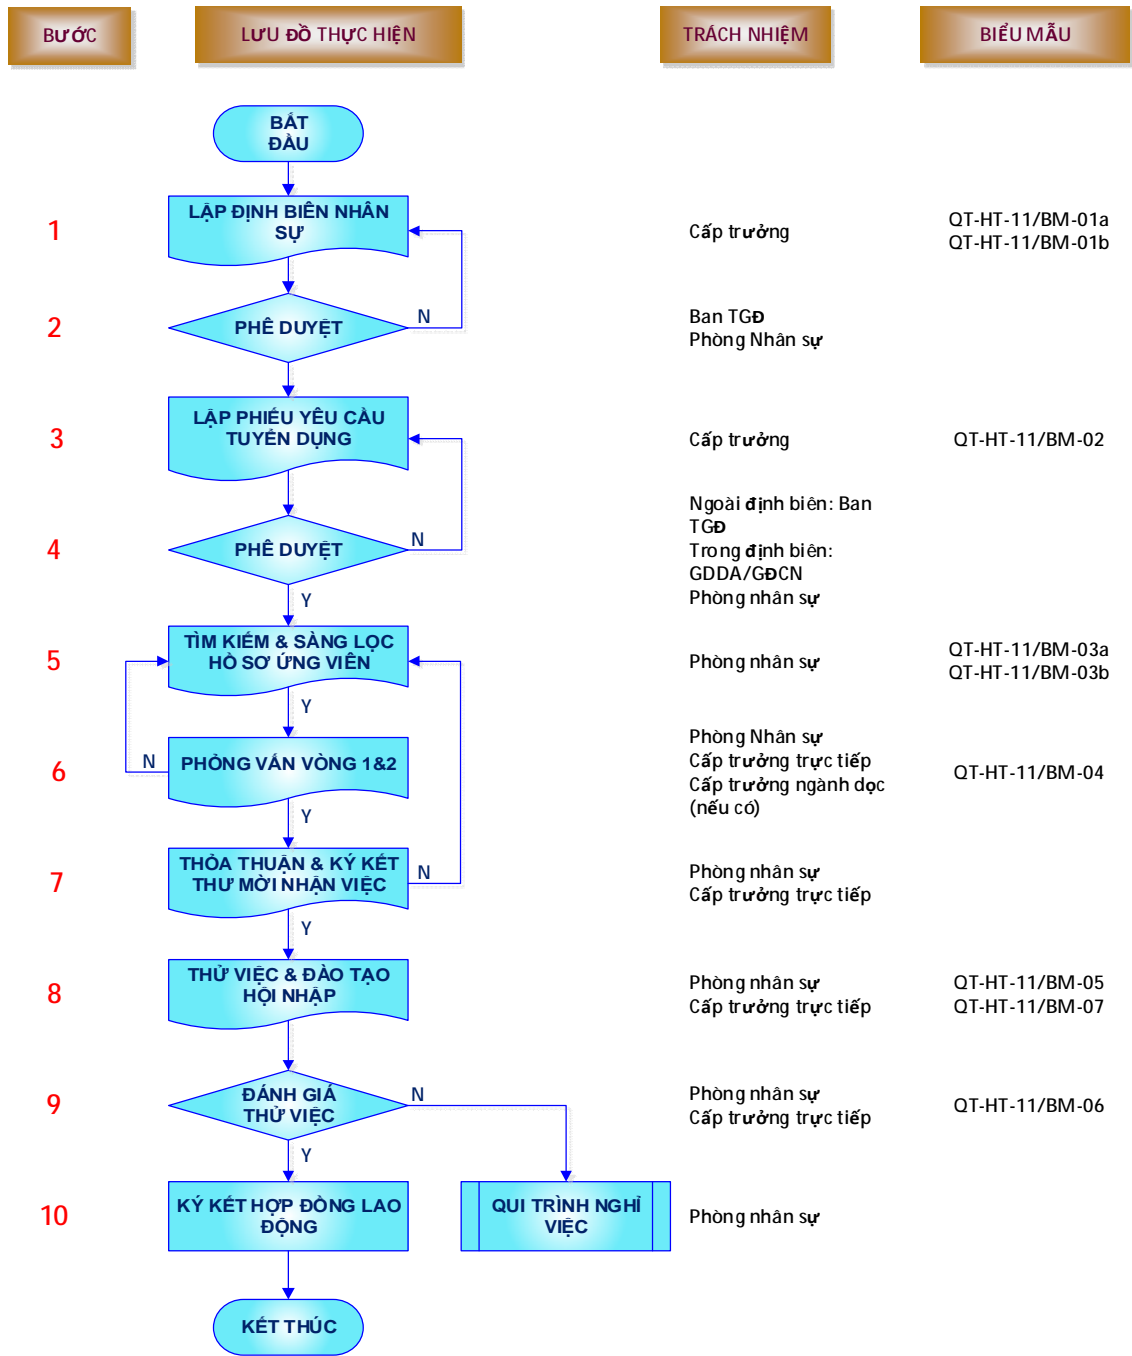 BƯỚC
LƯU ĐỒ THỰC HIỆN
TRÁCH NHIỆM
BIỂU MẪU
BẮT
ĐẦU
1
LẬP ĐỊNH BIÊN NHÂN
SỰ
Cấp trưởng
QT-HT-11/BM-01a
QT-HT-11/BM-01b
2
PHÊ DUYỆT
N
Ban TGĐ
Phòng Nhân sự
3
LẬP PHIẾU YÊU CẦU
TUYỂN DỤNG
Cấp trưởng
QT-HT-11/BM-02
4
PHÊ DUYỆT
N
Y
Ngoài định biên: Ban
TGĐ
Trong định biên:
GDDA/GĐCN
Phòng nhân sự
5
TÌM KIẾM & SÀNG LỌC
HỒ SƠ ỨNG VIÊN
Y
Phòng nhân sự
QT-HT-11/BM-03a
QT-HT-11/BM-03b
6
N
PHỎNG VẤN VÒNG 1&2
Y
Phòng Nhân sự
Cấp trưởng trực tiếp
Cấp trưởng ngành dọc
(nếu có)
QT-HT-11/BM-04
7
THỎA THUẬN & KÝ KẾT
THƯ MỜI NHẬN VIỆC
N
Y
Phòng nhân sự
Cấp trưởng trực tiếp
8
THỬ VIỆC & ĐÀO TẠO
HỘI NHẬP
Phòng nhân sự
Cấp trưởng trực tiếp
QT-HT-11/BM-05
QT-HT-11/BM-07
9
ĐÁNH GIÁ
THỬ VIỆC
N
Y
Phòng nhân sự
Cấp trưởng trực tiếp
QT-HT-11/BM-06
10
KÝ KẾT HỢP ĐỒNG LAO
ĐỘNG
QUI TRÌNH NGHỈ
VIỆC
Phòng nhân sự
KẾT THÚC